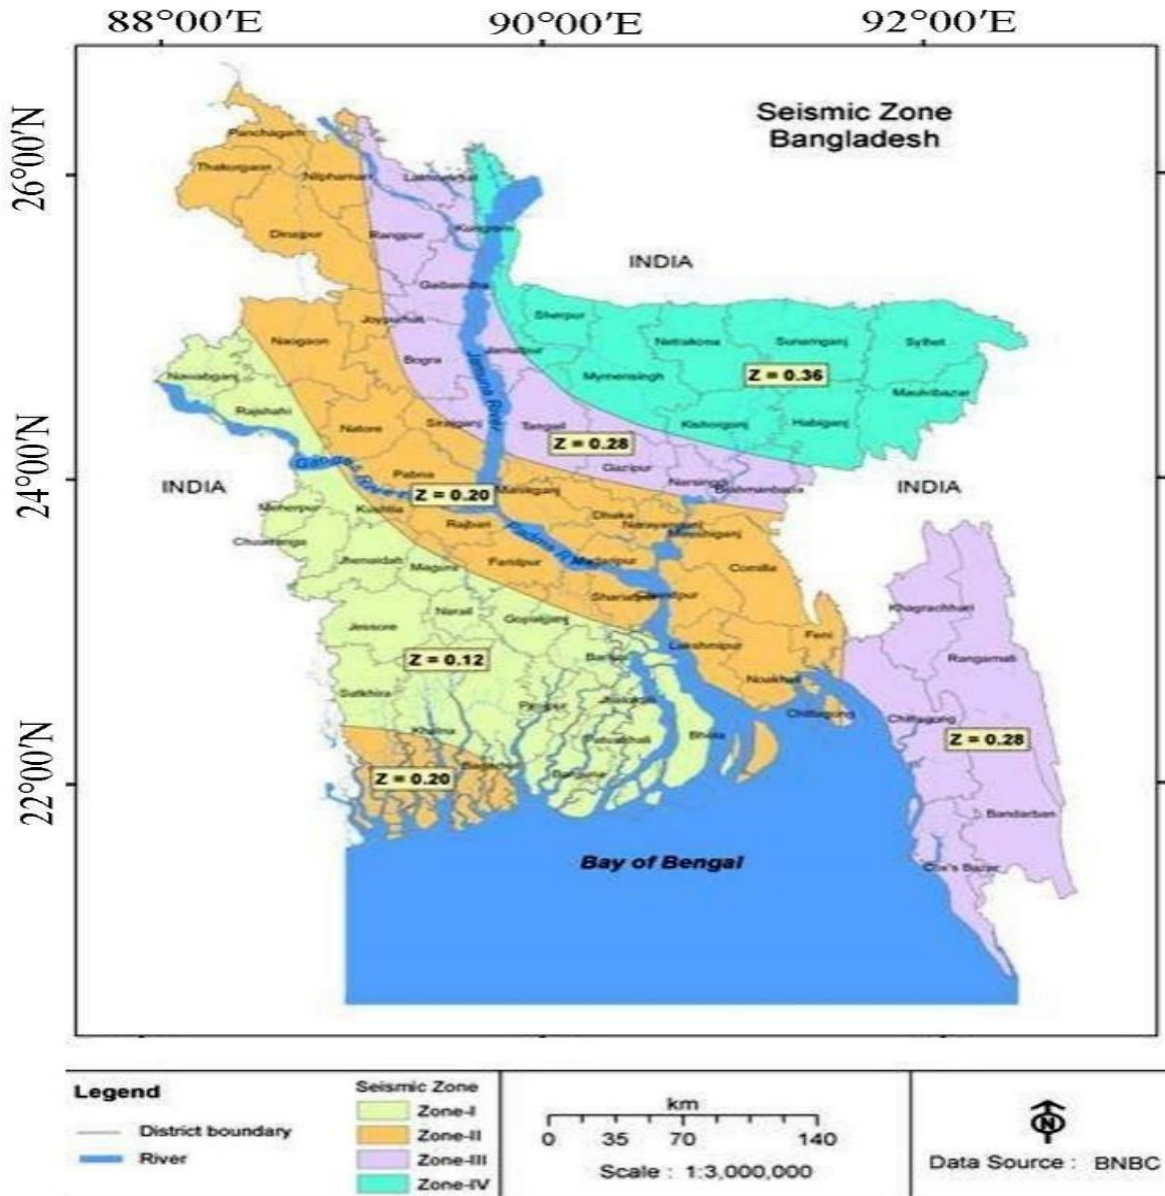 88°00'E
90°00'E
92°00'E
26°00'N
24°00'N
22°00'N
Seismic Zone
Bangladesh
Panchagarh
Thakurgaon
Nilphamari
Dinajpur
Rangpur
Kurigram
Gaibandha
INDIA
Joypurhat
Naogaon
Bogra
Jamalpur
Sherpur
Netrakona
Sunamganj
Sylhet
Mymensingh
Z = 0.36
Maulvibazar
Nawabganj
Rajshahi
Natore
Sirajganj
Jamuna River
Tangail
Kishorganj
Habiganj
Z = 0.28
Gazipur
Narsingdi
Brahmanbaria
Ganges River
Pabna
Z = 0.20
Manikganj
INDIA
INDIA
Meherpur
Kushtia
Rajbari
Dhaka
Narayanganj
Munshiganj
Chuadanga
Jhenaidah
Magura
Faridpur
Padma R
Madaripur
Comilla
Shariatpur
Chandpur
Khagrachhari
Jessore
Narail
Gopalganj
Feni
Lakshmipur
Rangamati
Z = 0.12
Barisal
Noakhali
Satkhira
Pirojpur
Jhalakati
Chittagong
Chittagong
Khulna
Patuakhali
Bhola
Z = 0.28
Z = 0.20
Bagerhat
Barguna
Bandarban
Bay of Bengal
Cox's Bazar
Legend
District boundary
River
Seismic Zone
Zone-I
Zone-II
Zone-III
Zone-IV
km
0 35 70 140
Scale : 1:3,000,000
N
Data Source : BNBC